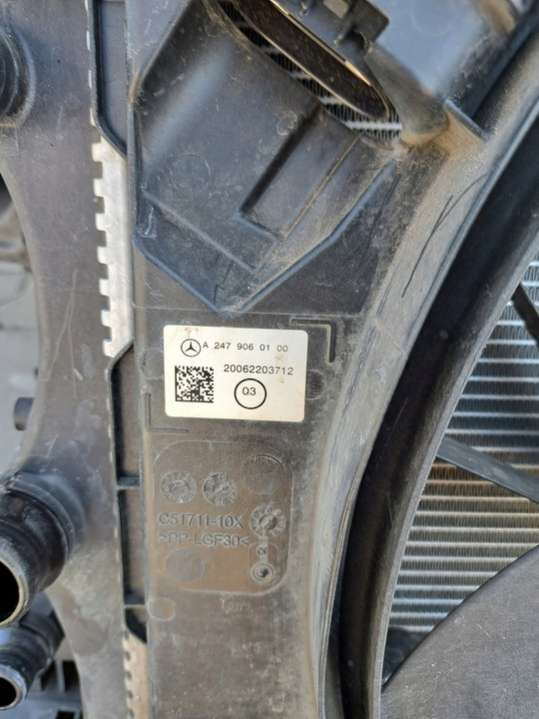 A 247 906 01 00
20062203712
03
C51711-10X
>PP-LGF30<